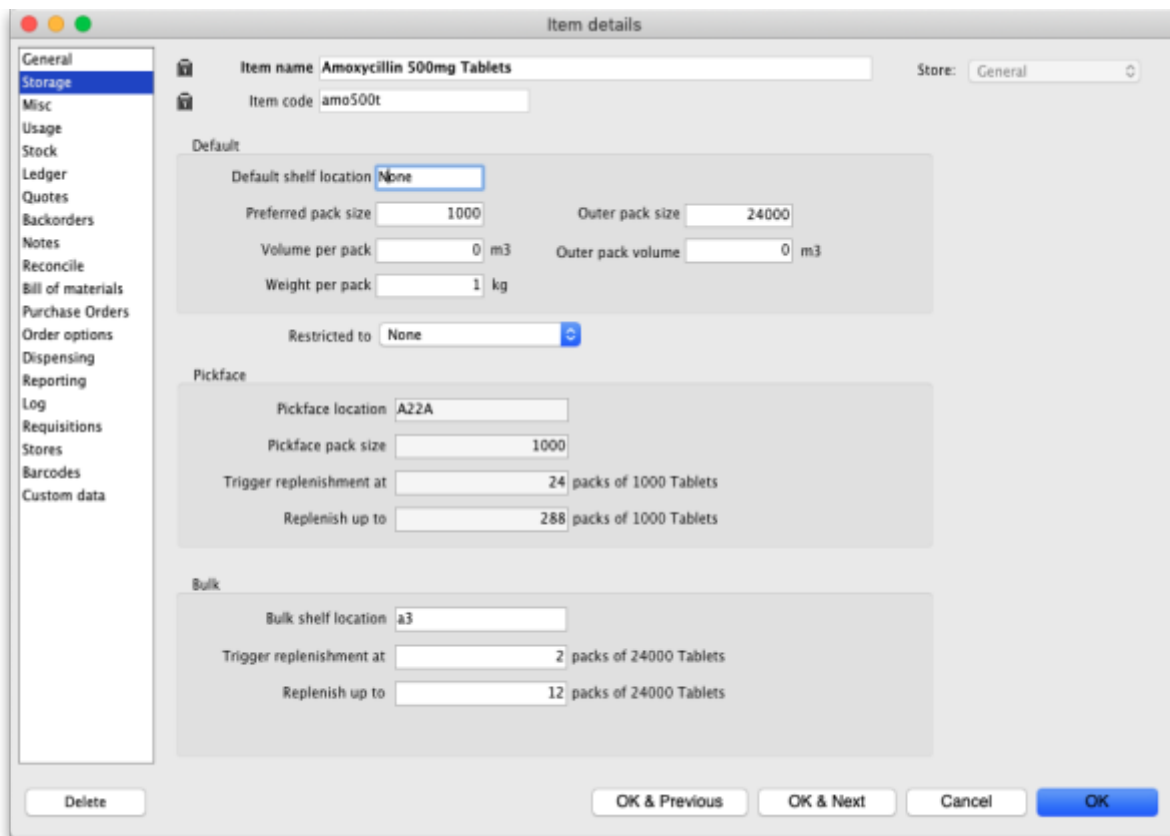 Item details
General
Storage
Misc
Usage
Stock
Ledger
Quotes
Backorders
Notes
Reconcile
Bill of materials
Purchase Orders
Order options
Dispensing
Reporting
Log
Requisitions
Stores
Barcodes
Custom data
Item name Amoxycillin 500mg Tablets Store: General
Item code amo500t
Default
Default shelf location None
Preferred pack size 1000 Outer pack size 24000
Volume per pack 0 m3 Outer pack volume 0 m3
Weight per pack 1 kg
Restricted to None
Pickface
Pickface location A22A
Pickface pack size 1000
Trigger replenishment at 24 packs of 1000 Tablets
Replenish up to 288 packs of 1000 Tablets
Bulk
Bulk shelf location a3
Trigger replenishment at 2 packs of 24000 Tablets
Replenish up to 12 packs of 24000 Tablets
Delete OK & Previous OK & Next Cancel OK